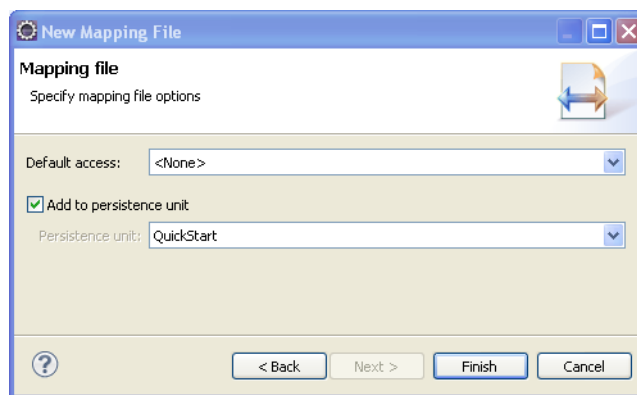 New Mapping File
Mapping file
Specify mapping file options
Default access: <None>
Add to persistence unit
Persistence unit: QuickStart
? < Back Next > Finish Cancel